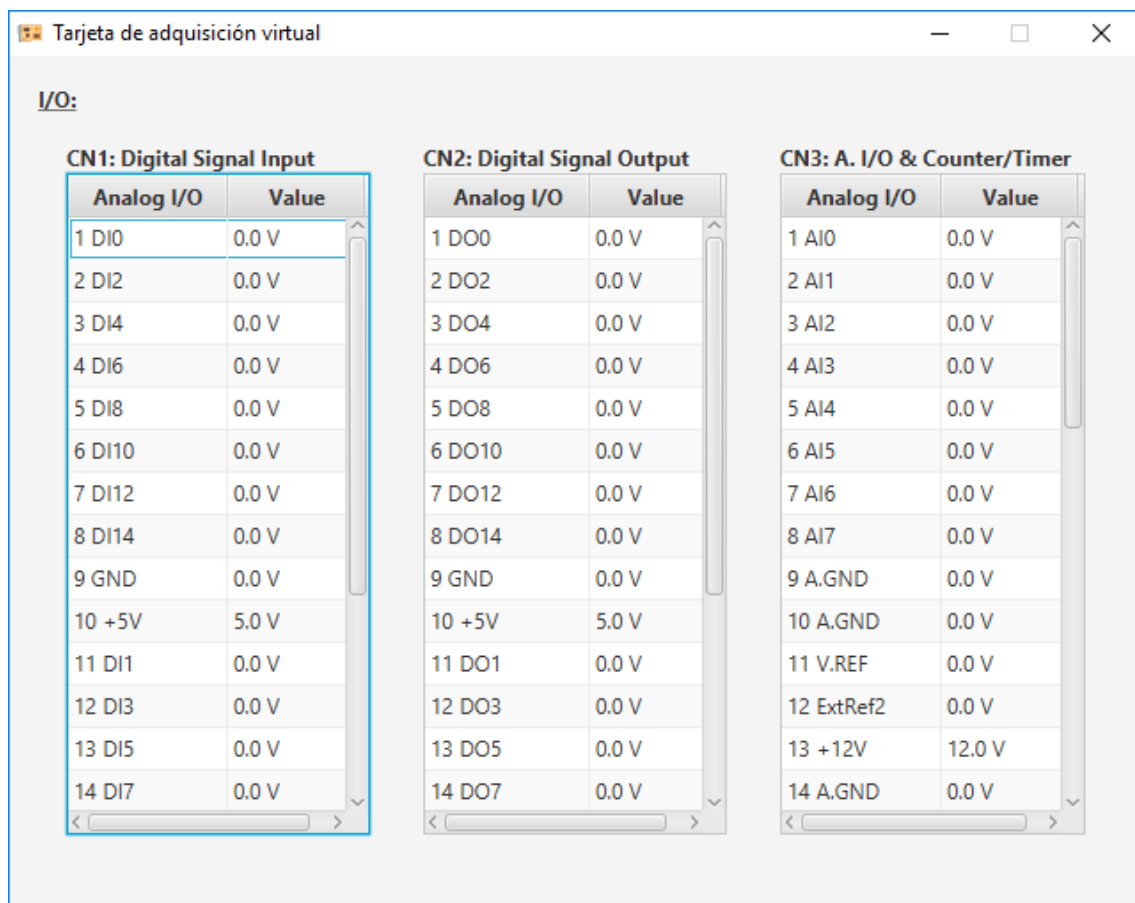 Tarjeta de adquisición virtual
I/O:
CN1: Digital Signal Input
Analog I/O Value
1 DI0 0.0 V
2 DI2 0.0 V
3 DI4 0.0 V
4 DI6 0.0 V
5 DI8 0.0 V
6 DI10 0.0 V
7 DI12 0.0 V
8 DI14 0.0 V
9 GND 0.0 V
10 +5V 5.0 V
11 DI1 0.0 V
12 DI3 0.0 V
13 DI5 0.0 V
14 DI7 0.0 V
CN2: Digital Signal Output
Analog I/O Value
1 DO0 0.0 V
2 DO2 0.0 V
3 DO4 0.0 V
4 DO6 0.0 V
5 DO8 0.0 V
6 DO10 0.0 V
7 DO12 0.0 V
8 DO14 0.0 V
9 GND 0.0 V
10 +5V 5.0 V
11 DO1 0.0 V
12 DO3 0.0 V
13 DO5 0.0 V
14 DO7 0.0 V
CN3: A. I/O & Counter/Timer
Analog I/O Value
1 AI0 0.0 V
2 AI1 0.0 V
3 AI2 0.0 V
4 AI3 0.0 V
5 AI4 0.0 V
6 AI5 0.0 V
7 AI6 0.0 V
8 AI7 0.0 V
9 A.GND 0.0 V
10 A.GND 0.0 V
11 V.REF 0.0 V
12 ExtRef2 0.0 V
13 +12V 12.0 V
14 A.GND 0.0 V